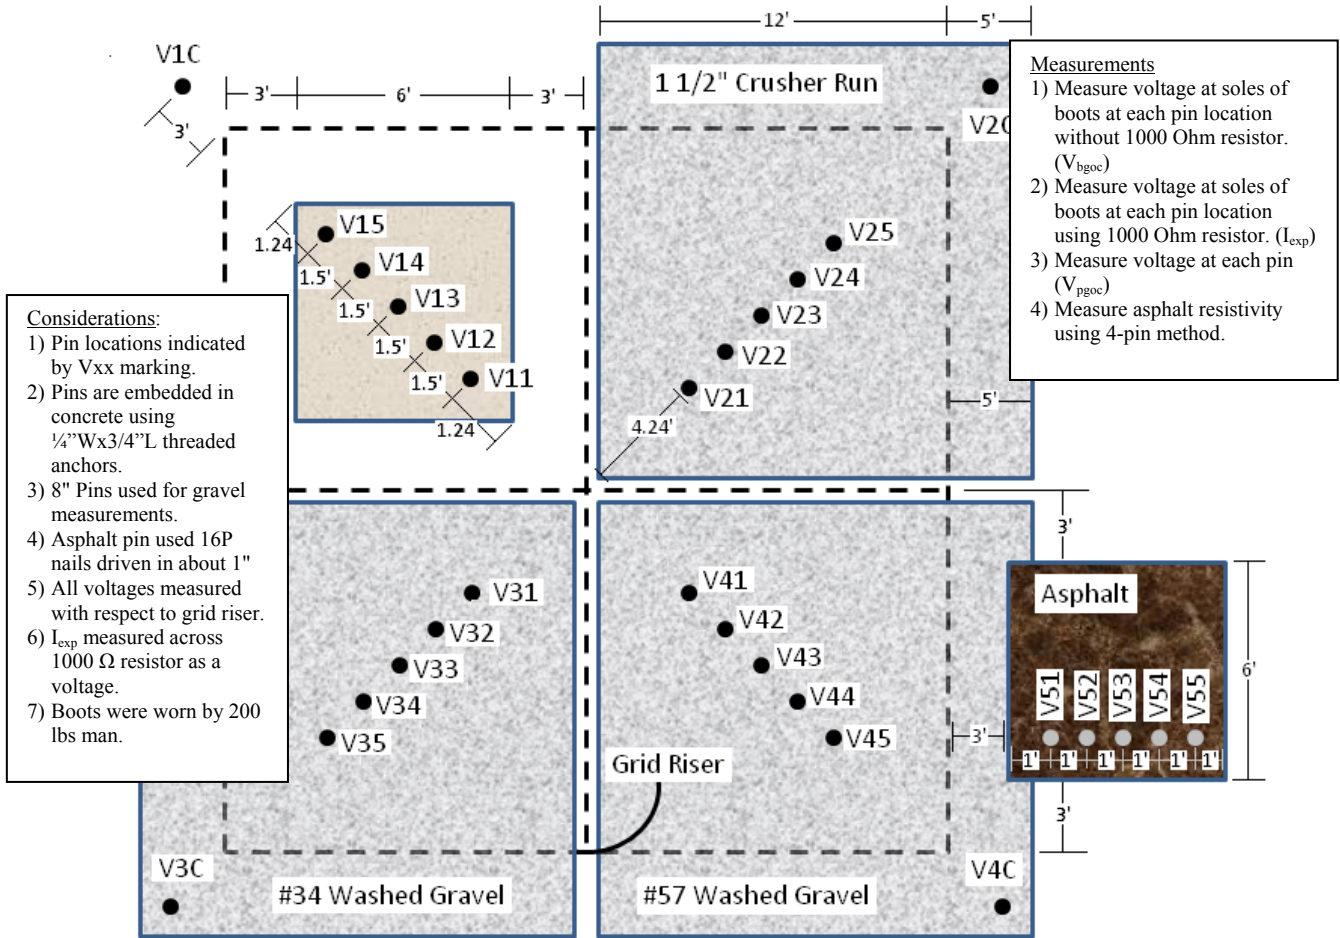 12'
5'
V1C
3'
3'
6'
3'
1 1/2" Crusher Run
V2C
Measurements
1) Measure voltage at soles of
boots at each pin location
without 1000 Ohm resistor.
(Vbgoc)
2) Measure voltage at soles of
boots at each pin location
using 1000 Ohm resistor. (Iexp)
3) Measure voltage at each pin
(Vpgoc)
4) Measure asphalt resistivity
using 4-pin method.
1.24
V15
1.5'
V14
1.5'
V13
1.5'
V12
1.5'
V11
1.24
V25
V24
V23
V22
V21
4.24'
5'
Considerations:
1) Pin locations indicated
by Vxx marking.
2) Pins are embedded in
concrete using
¼”Wx3/4”L threaded
anchors.
3) 8" Pins used for gravel
measurements.
4) Asphalt pin used 16P
nails driven in about 1"
5) All voltages measured
with respect to grid riser.
6) Iexp measured across
1000 Ω resistor as a
voltage.
7) Boots were worn by 200
lbs man.
V31
V32
V33
V34
V35
V41
V42
V43
V44
V45
3'
Asphalt
V51
V52
V53
V54
V55
1'
1'
1'
1'
1'
1'
6'
3'
3'
Grid Riser
V3C
#34 Washed Gravel
#57 Washed Gravel
V4C